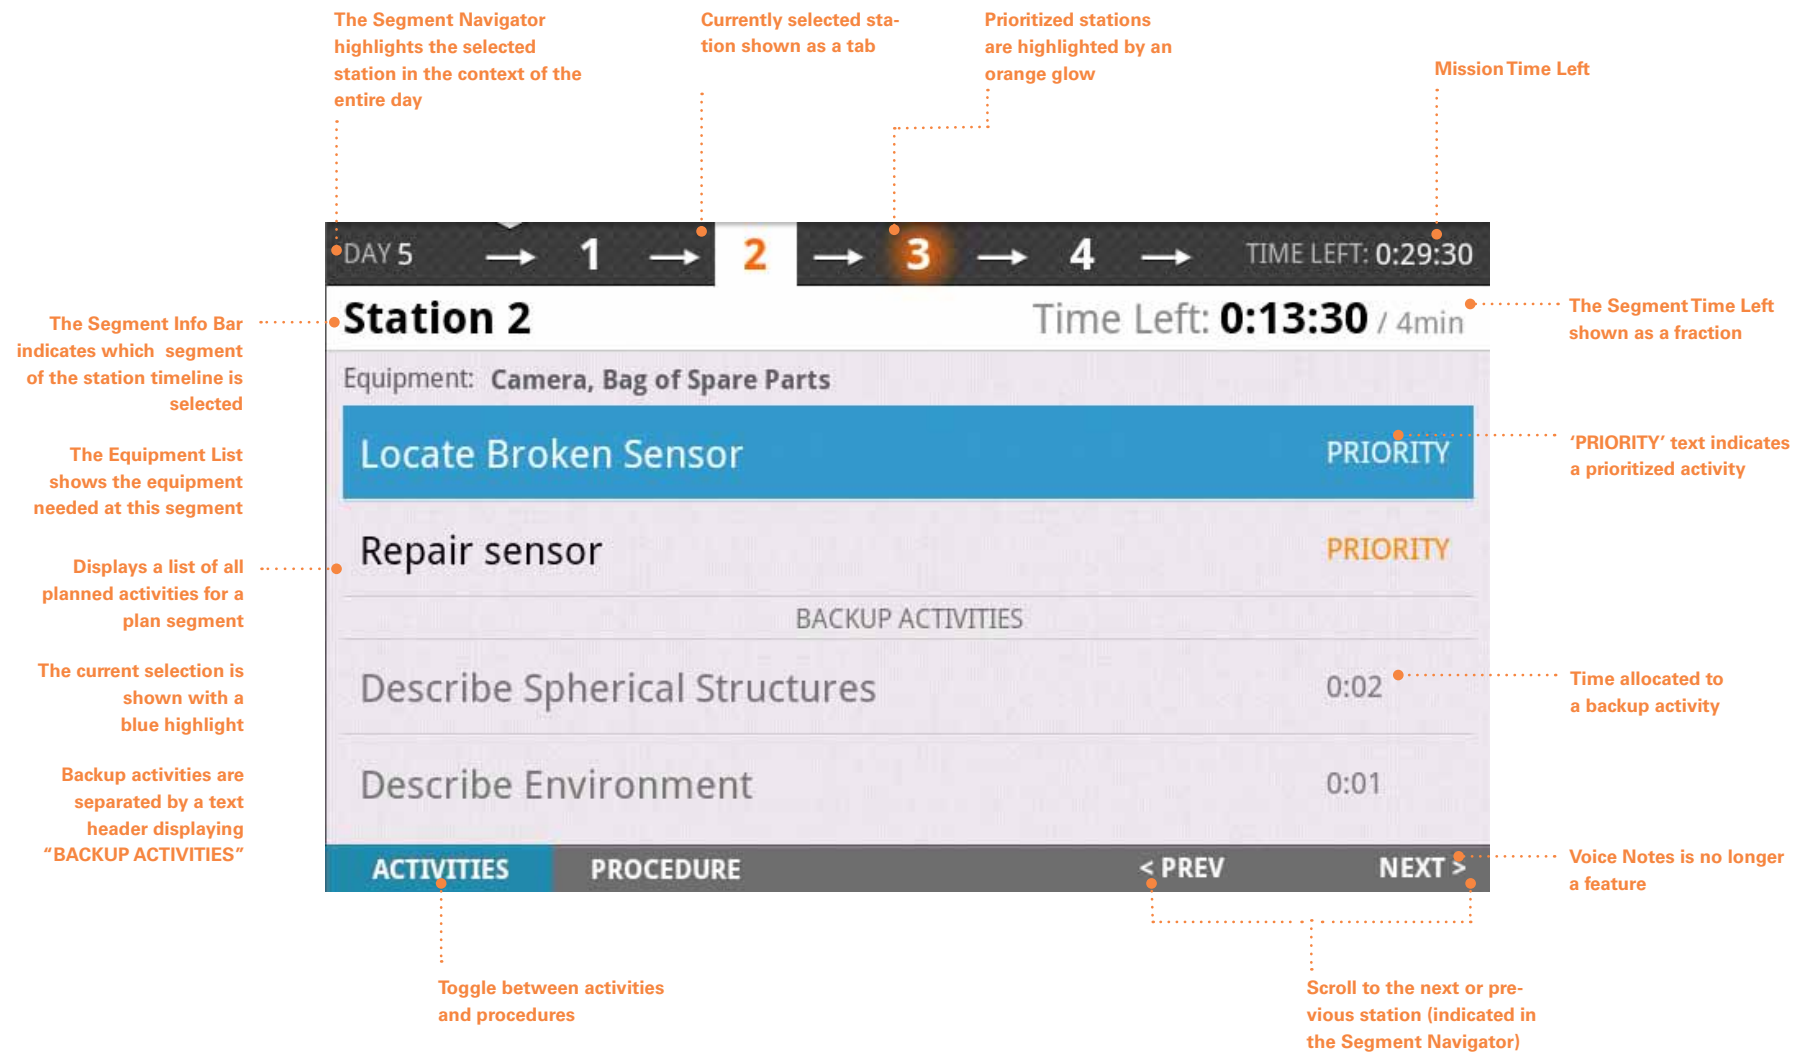 The Segment Navigator
highlights the selected
station in the context of the
entire day
Currently selected sta-
tion shown as a tab
Prioritized stations
are highlighted by an
orange glow
Mission Time Left
DAY 5 → 1 → 2 → 3 → 4 → TIME LEFT: 0:29:30
Station 2
Time Left: 0:13:30 / 4min
Equipment: Camera, Bag of Spare Parts
Locate Broken Sensor PRIORITY
Repair sensor PRIORITY
BACKUP ACTIVITIES
Describe Spherical Structures 0:02
Describe Environment 0:01
ACTIVITIES PROCEDURE < PREV NEXT >
The Segment Info Bar
indicates which segment
of the station timeline is
selected
The Equipment List
shows the equipment
needed at this segment
Displays a list of all
planned activities for a
plan segment
The current selection is
shown with a
blue highlight
Backup activities are
separated by a text
header displaying
“BACKUP ACTIVITIES”
The Segment Time Left
shown as a fraction
‘PRIORITY’ text indicates
a prioritized activity
Time allocated to
a backup activity
Voice Notes is no longer
a feature
Toggle between activities
and procedures
Scroll to the next or pre-
vious station (indicated in
the Segment Navigator)